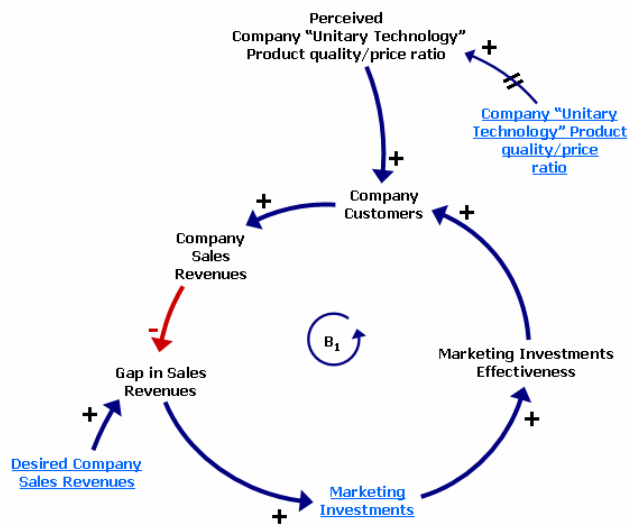 Perceived
Company “Unitary Technology”
Product quality/price ratio
+
Company “Unitary
Technology” Product
quality/price
ratio
+
Company
Customers
+
+
Company
Sales
Revenues
-
B1
Marketing Investments
Effectiveness
Gap in Sales
Revenues
+
+
Desired Company
Sales Revenues
Marketing
Investments
+